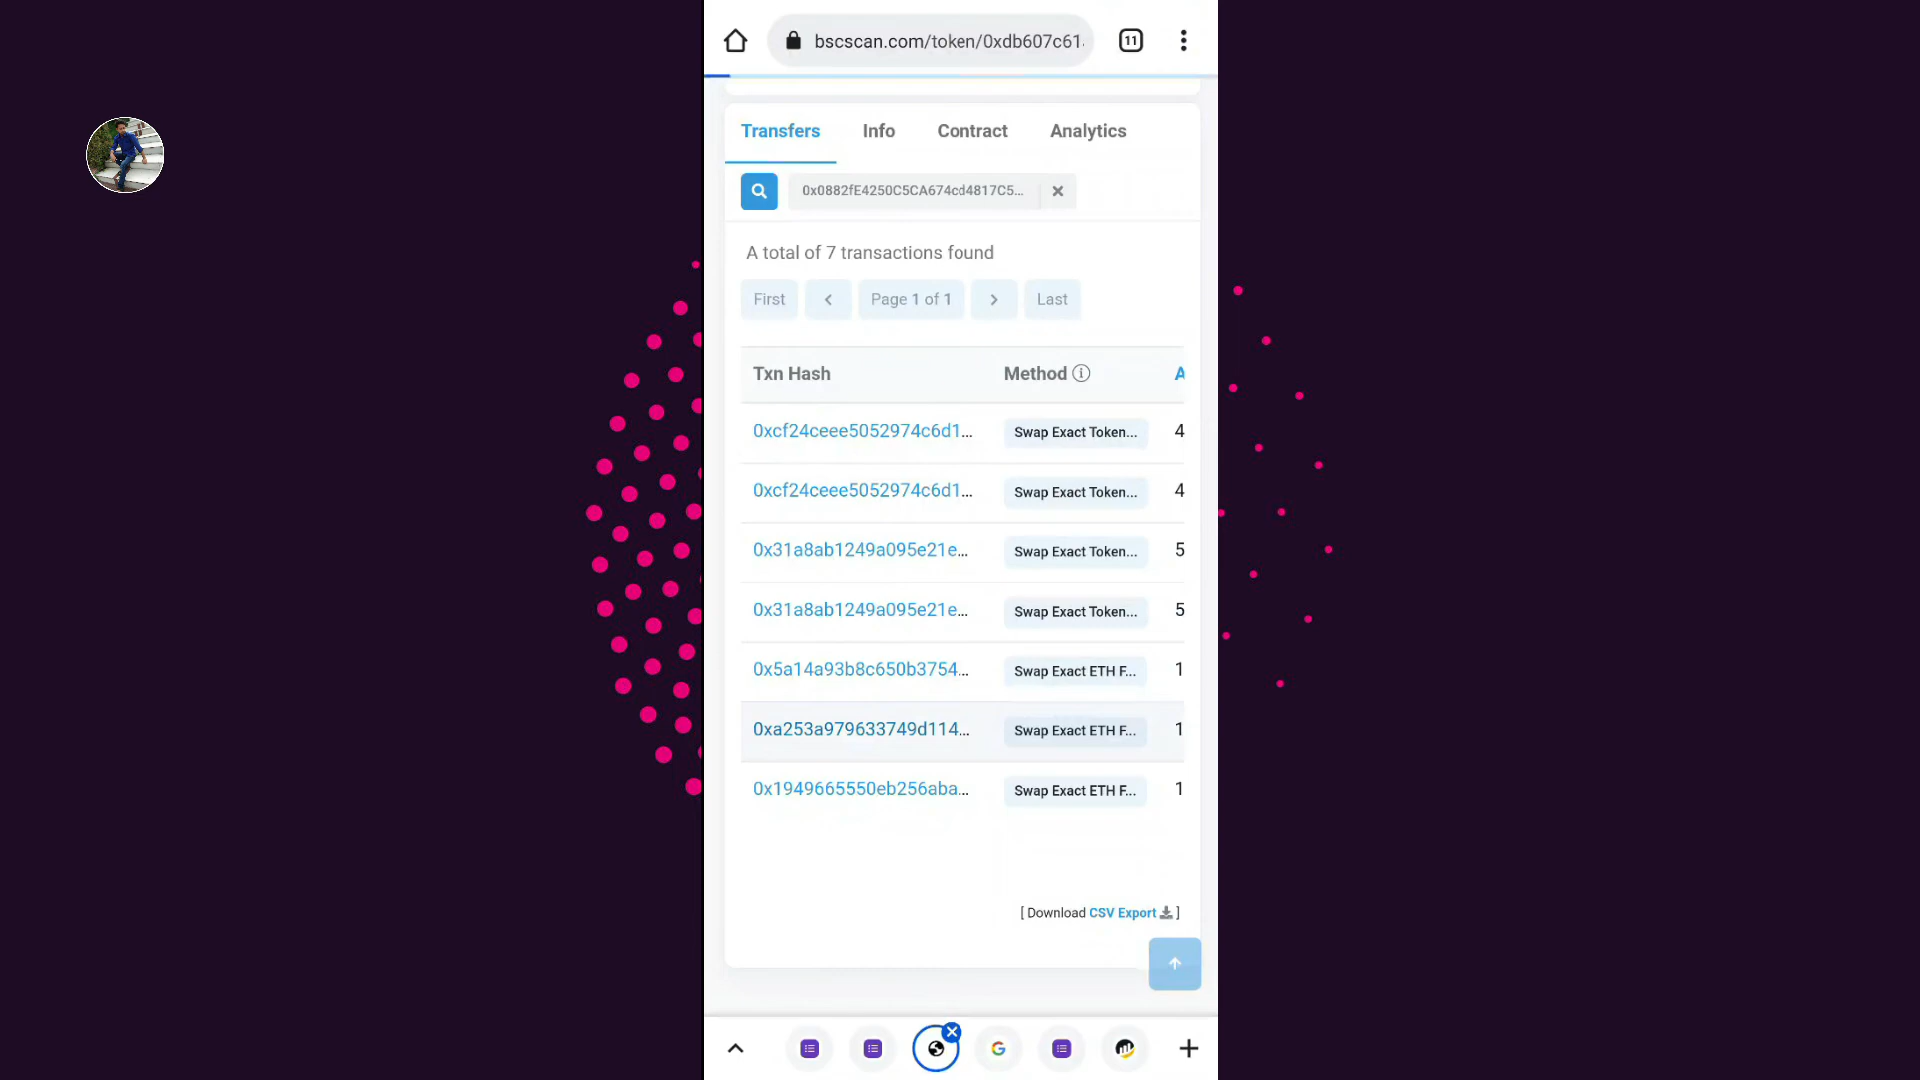 bscscan.com/token/0xdb607c61
11
Transfers Info Contract Analytics
0x0882fE4250C5CA674cd4817C5...
A total of 7 transactions found
First Page 1 of 1 Last
Txn Hash Method A
0xcf24ceee5052974c6d1... Swap Exact Token... 4
0xcf24ceee5052974c6d1... Swap Exact Token... 4
0x31a8ab1249a095e21e... Swap Exact Token... 5
0x31a8ab1249a095e21e... Swap Exact Token... 5
0x5a14a93b8c650b3754... Swap Exact ETH F... 1
0xa253a979633749d114... Swap Exact ETH F... 1
0x1949665550eb256aba... Swap Exact ETH F... 1
[ Download CSV Export ]